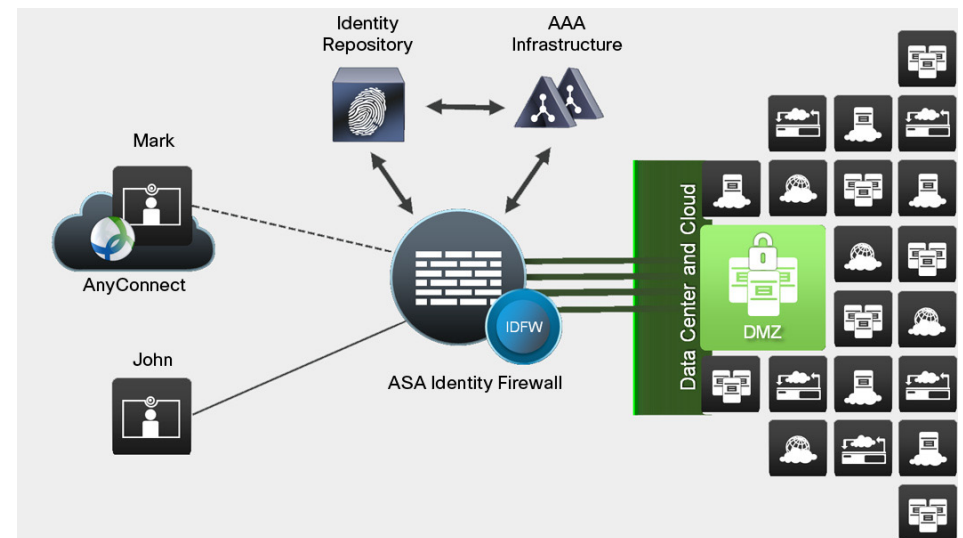 Identity
Repository
AAA
Infrastructure
Mark
AnyConnect
John
IDFW
ASA Identity Firewall
Data Center and Cloud
DMZ